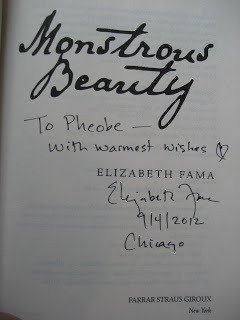 Monstrous
Beauty
To Pheobe —
with warmest wishes ♡
ELIZABETH FAMA
Elizabeth Fama
9/4/2012
Chicago
FARRAR STRAUS GIROUX
New York